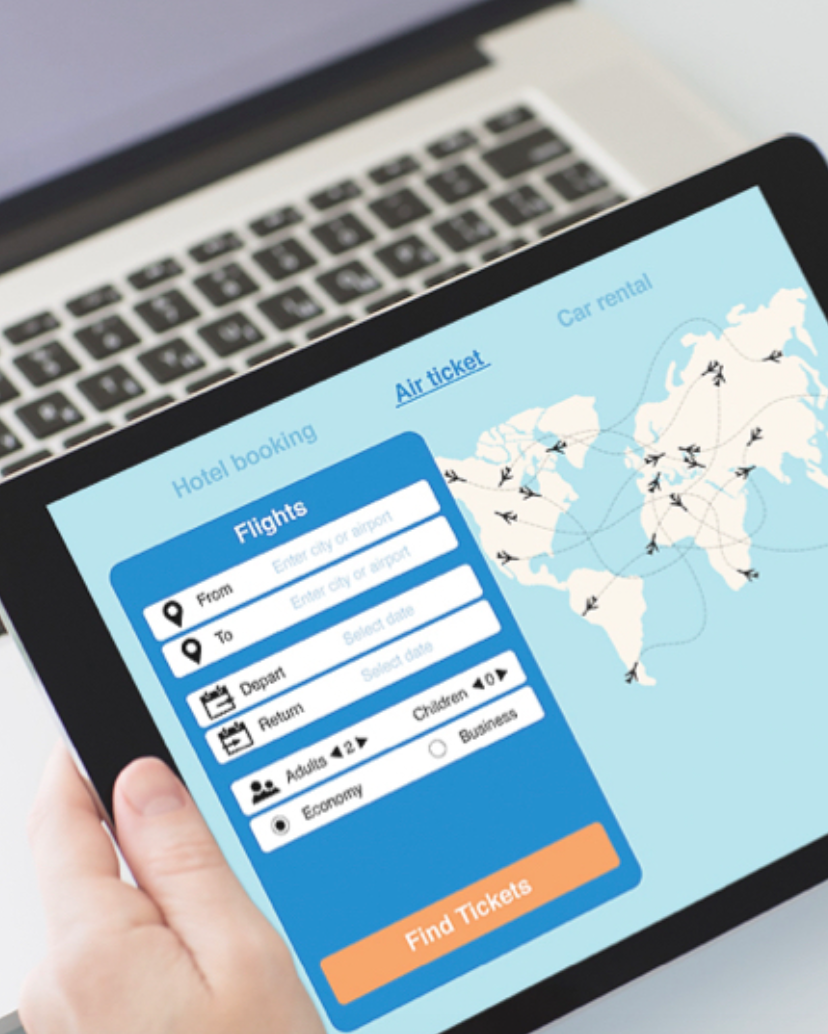 Hotel booking Air ticket Car rental
Flights
From Enter city or airport
To Enter city or airport
Depart Select date
Return Select date
Adults 2 Children 0
Economy Business
Find Tickets